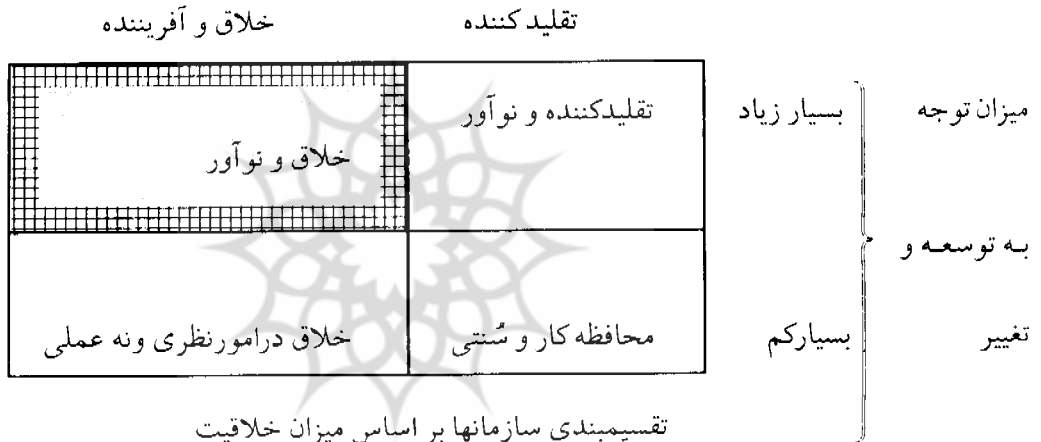 تقلیدکننده خلاق و آفریننده
میزان توجه بسیار زیاد تقلیدکننده و نوآور
خلاق و نوآور
به توسعه و
تغییر بسیارکم محافظه کار و سُنتی خلاق درامورنظری ونه عملی
تقسیمبندی سازمانها بر اساس میزان خلاقیت